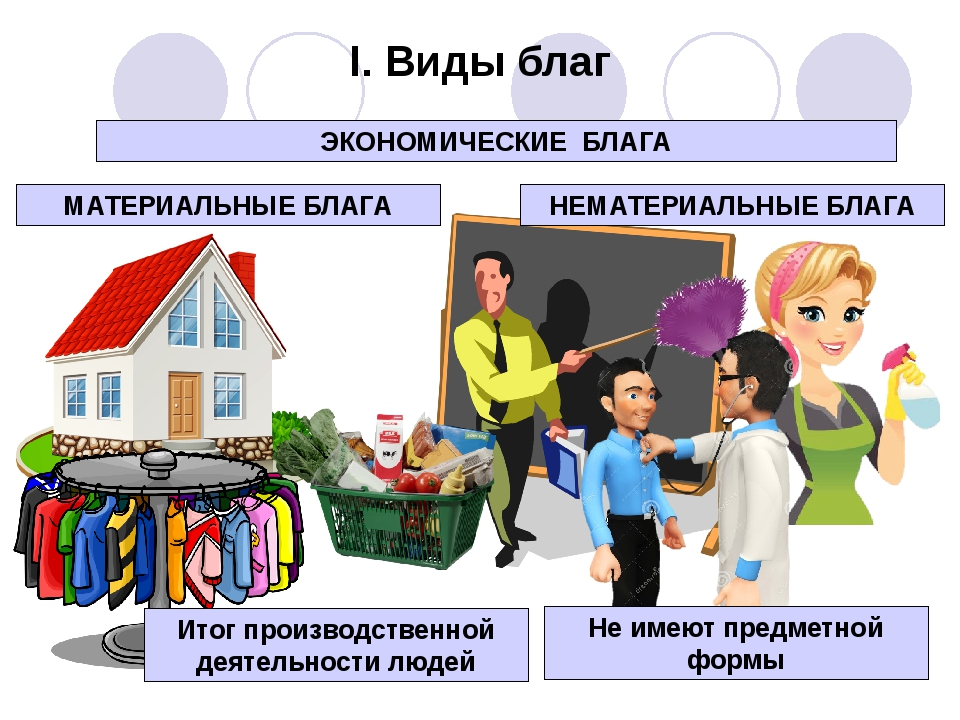 I. Виды благ
ЭКОНОМИЧЕСКИЕ БЛАГА
МАТЕРИАЛЬНЫЕ БЛАГА
НЕМАТЕРИАЛЬНЫЕ БЛАГА
Итог производственной
деятельности людей
Не имеют предметной
формы